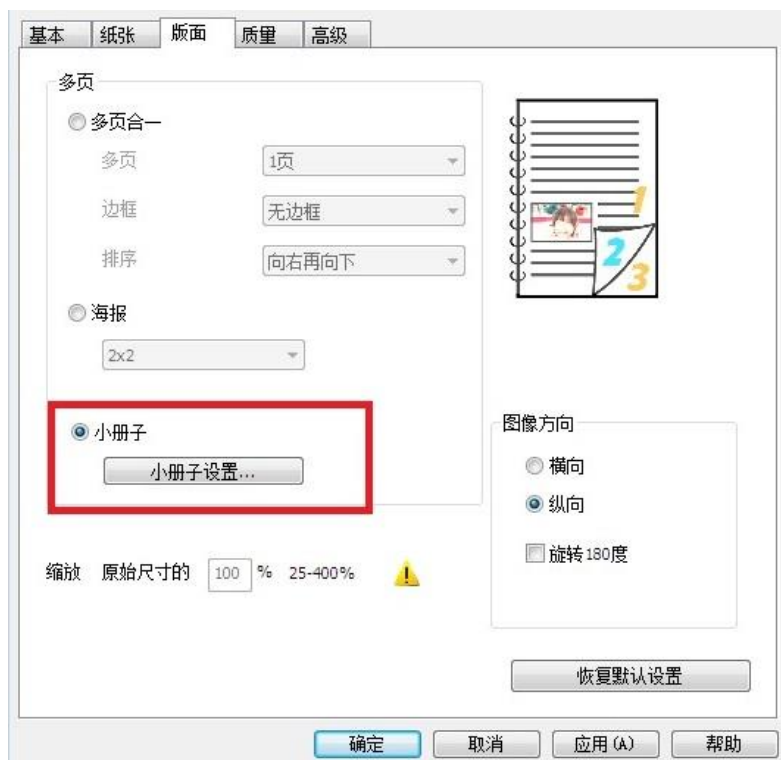 基本 纸张 版面 质量 高级
多页
多页合一
多页 1页
边框 无边框
排序 向右再向下
海报
2x2
小册子
小册子设置...
1
2
3
图像方向
横向
纵向
旋转180度
缩放 原始尺寸的 100 % 25-400%
恢复默认设置
确定 取消 应用(A) 帮助